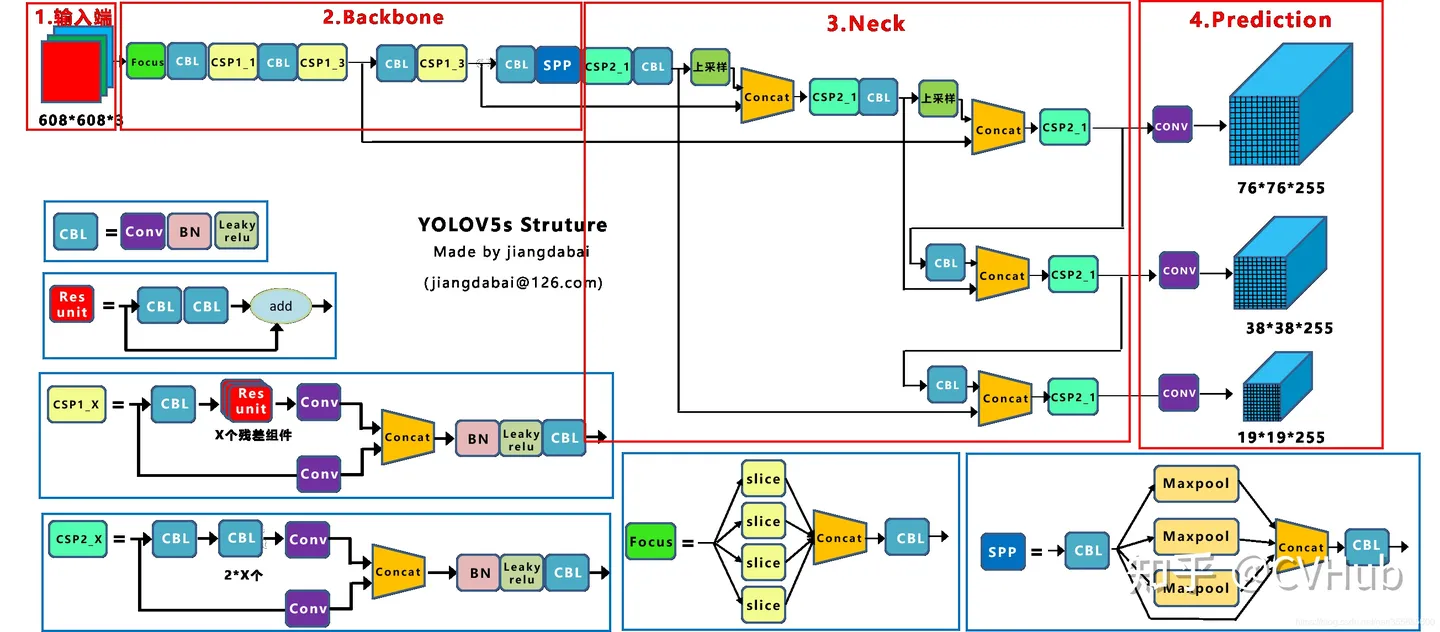 1.输入端
2.Backbone
3.Neck
4.Prediction
608*608*3
Focus
CBL
CSP1_1
CBL
CSP1_3
CBL
CSP1_3
CBL
SPP
CSP2_1
CBL
上采样
Concat
CSP2_1
CBL
上采样
Concat
CSP2_1
CONV
76*76*255
CBL
Concat
CSP2_1
CONV
38*38*255
CBL
Concat
CSP2_1
CONV
19*19*255
YOLOV5s Struture
Made by jiangdabai
(jiangdabai@126.com)
CBL
=
Conv
BN
Leaky
relu
Res
unit
=
CBL
CBL
add
CSP1_X
=
CBL
Res
unit
X个残差组件
Conv
Conv
Concat
BN
Leaky
relu
CBL
CSP2_X
=
CBL
CBL
2*X个
Conv
Conv
Concat
BN
Leaky
relu
CBL
Focus
=
slice
slice
slice
slice
Concat
CBL
SPP
=
CBL
Maxpool
Maxpool
Maxpool
Concat
CBL
知乎 @CVHub